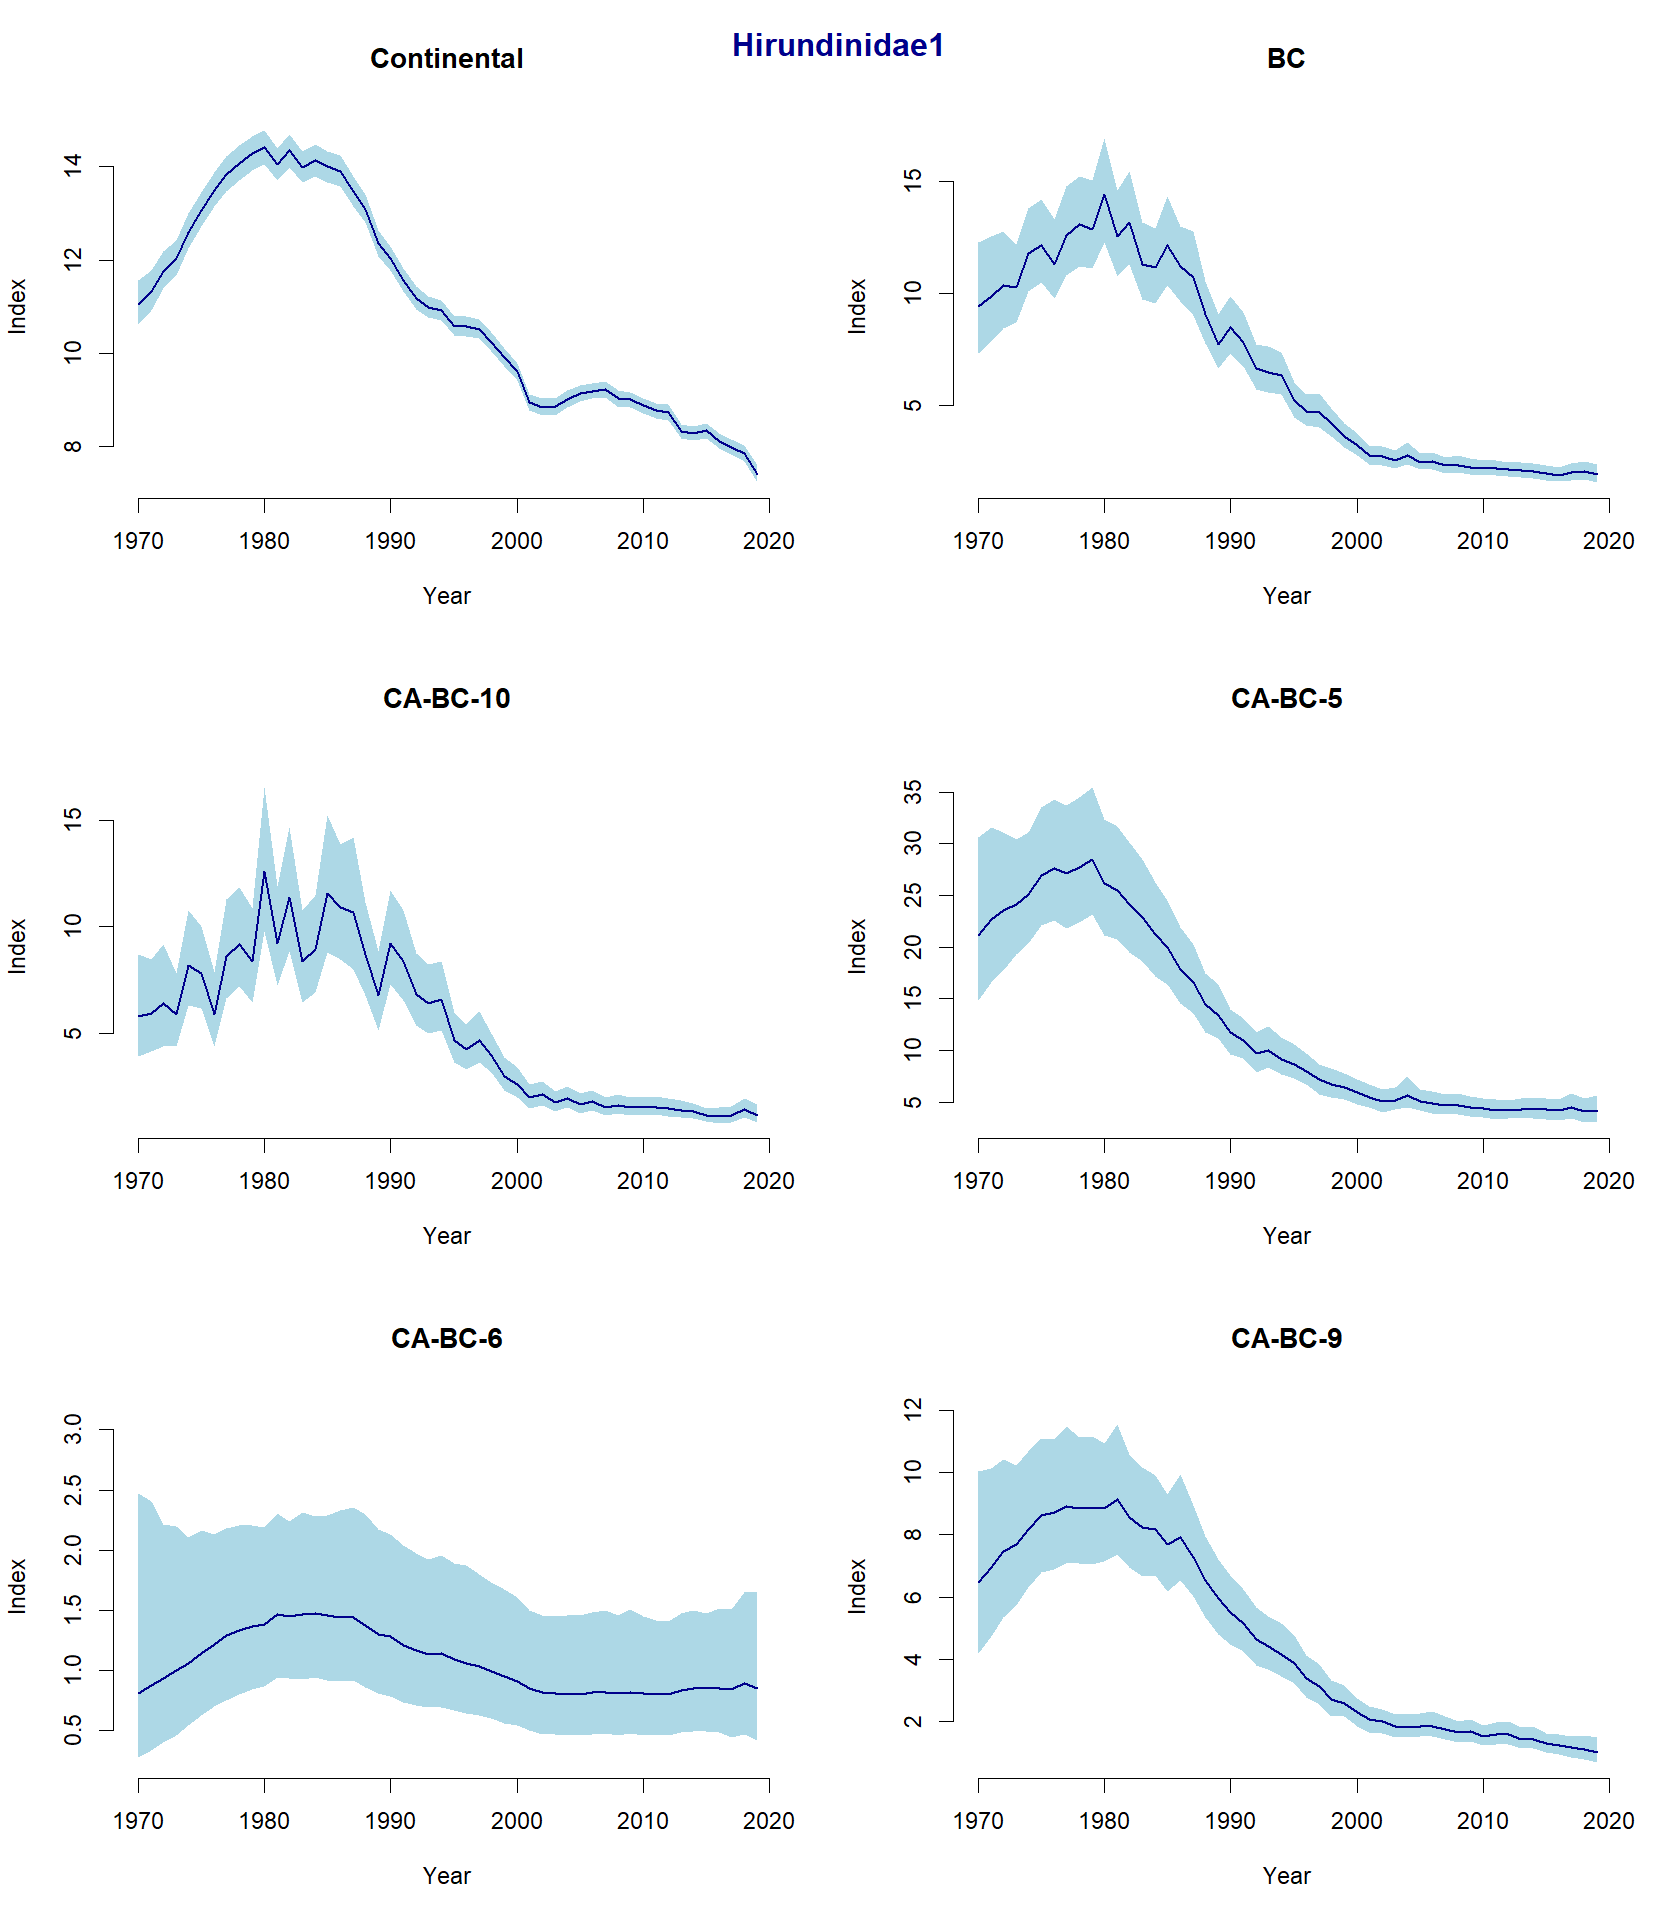 Hirundinidae1
Continental
Index
14
12
10
8
1970 1980 1990 2000 2010 2020
Year
BC
Index
15
10
5
1970 1980 1990 2000 2010 2020
Year
CA-BC-10
Index
15
10
5
1970 1980 1990 2000 2010 2020
Year
CA-BC-5
Index
35
30
25
20
15
10
5
1970 1980 1990 2000 2010 2020
Year
CA-BC-6
Index
3.0
2.5
2.0
1.5
1.0
0.5
1970 1980 1990 2000 2010 2020
Year
CA-BC-9
Index
12
10
8
6
4
2
1970 1980 1990 2000 2010 2020
Year